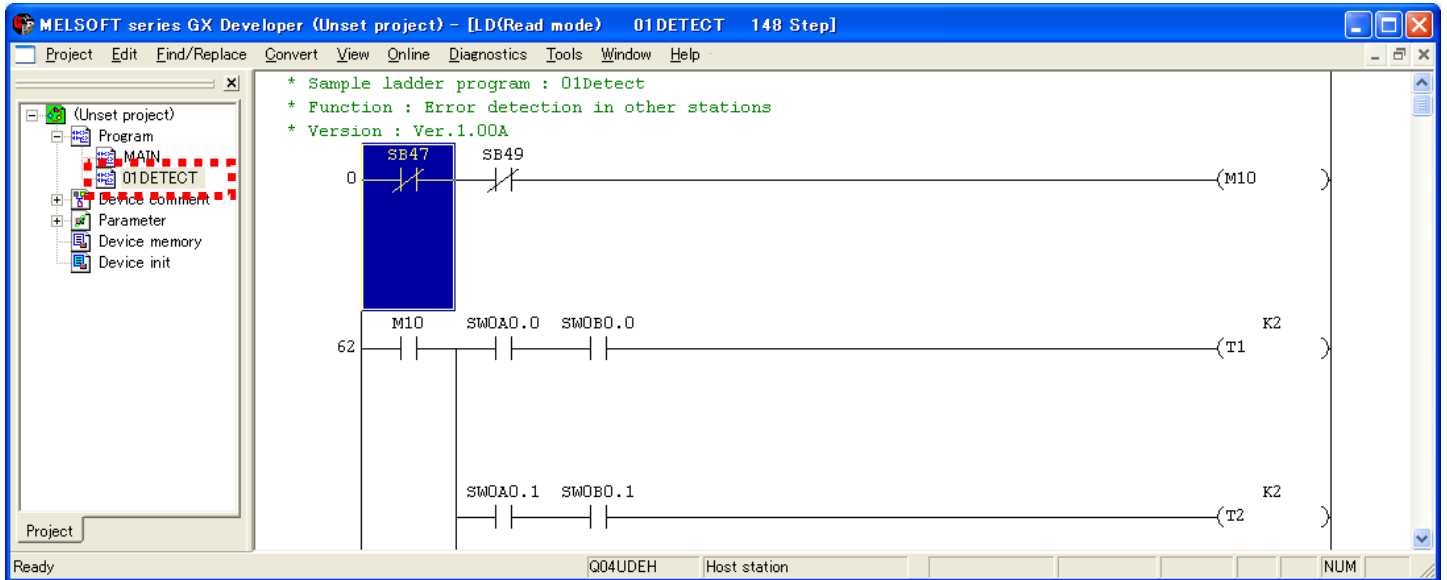 MELSOFT series GX Developer (Unset project) - [LD(Read mode) 01DETECT 148 Step]
Project Edit Find/Replace Convert View Online Diagnostics Tools Window Help
(Unset project)
Program
MAIN
01DETECT
Device comment
Parameter
Device memory
Device init
Project
* Sample ladder program : 01Detect
* Function : Error detection in other stations
* Version : Ver.1.00A
SB47 SB49
0 (M10 )
M10 SW0A0.0 SW0B0.0 K2
62 (T1 )
SW0A0.1 SW0B0.1 K2
(T2 )
Ready Q04UDEH Host station NUM